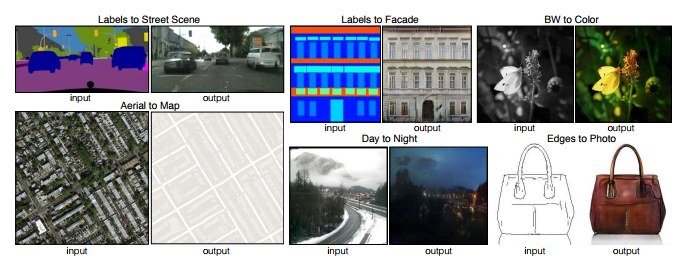 Labels to Street Scene
input
output
Aerial to Map
input
output
Labels to Facade
input
output
BW to Color
input
output
Day to Night
input
output
Edges to Photo
input
output